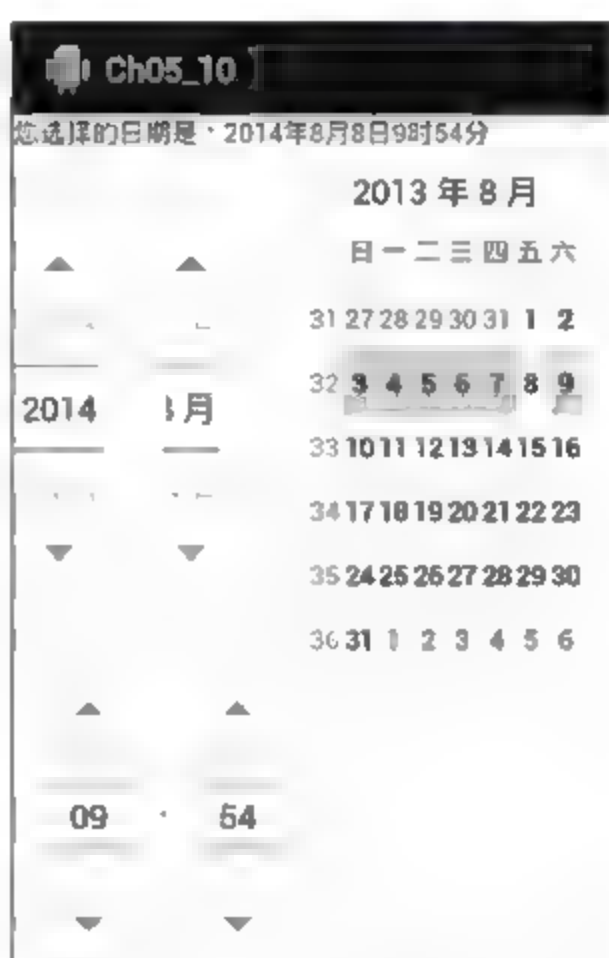 Ch05_10
您选择的日期是：2014年8月8日9时54分
2013 年 8 月
日 一 二 三 四 五 六
31 27 28 29 30 31 1 2
32 3 4 5 6 7 8 9
2014 8月
33 10 11 12 13 14 15 16
34 17 18 19 20 21 22 23
35 24 25 26 27 28 29 30
36 31 1 2 3 4 5 6
09 : 54